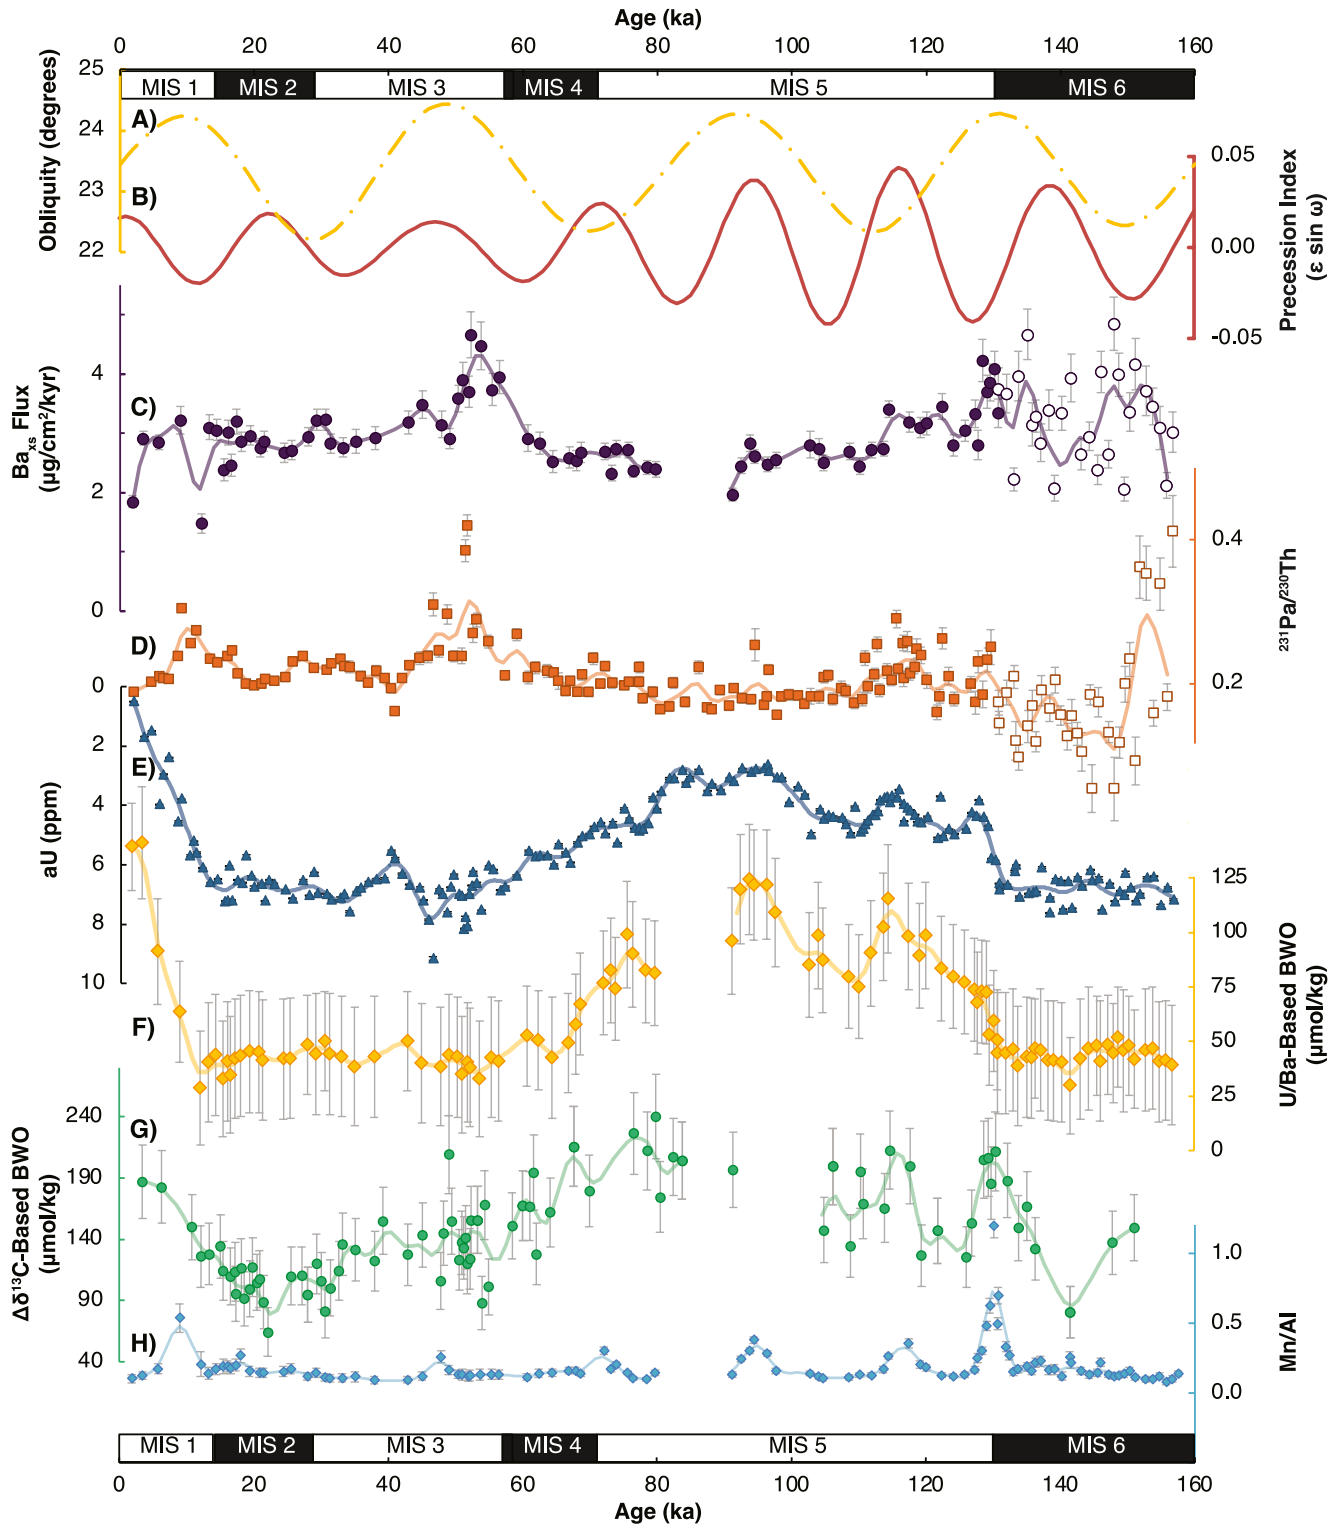 Age (ka)
0 20 40 60 80 100 120 140 160
MIS 1 MIS 2 MIS 3 MIS 4 MIS 5 MIS 6
Obliquity (degrees)
25
24
23
22
A)
B)
0.05
0.00
-0.05
Precession Index
(ε sin ω)
Baxs Flux
(μg/cm²/kyr)
4
2
0
C)
0.4
0.2
²³¹Pa/²³⁰Th
D)
aU (ppm)
0
2
4
6
8
10
E)
F)
125
100
75
50
25
0
U/Ba-Based BWO
(μmol/kg)
Δδ¹³C-Based BWO
(μmol/kg)
240
190
140
90
40
G)
H)
1.0
0.5
0.0
Mn/Al
MIS 1 MIS 2 MIS 3 MIS 4 MIS 5 MIS 6
0 20 40 60 80 100 120 140 160
Age (ka)